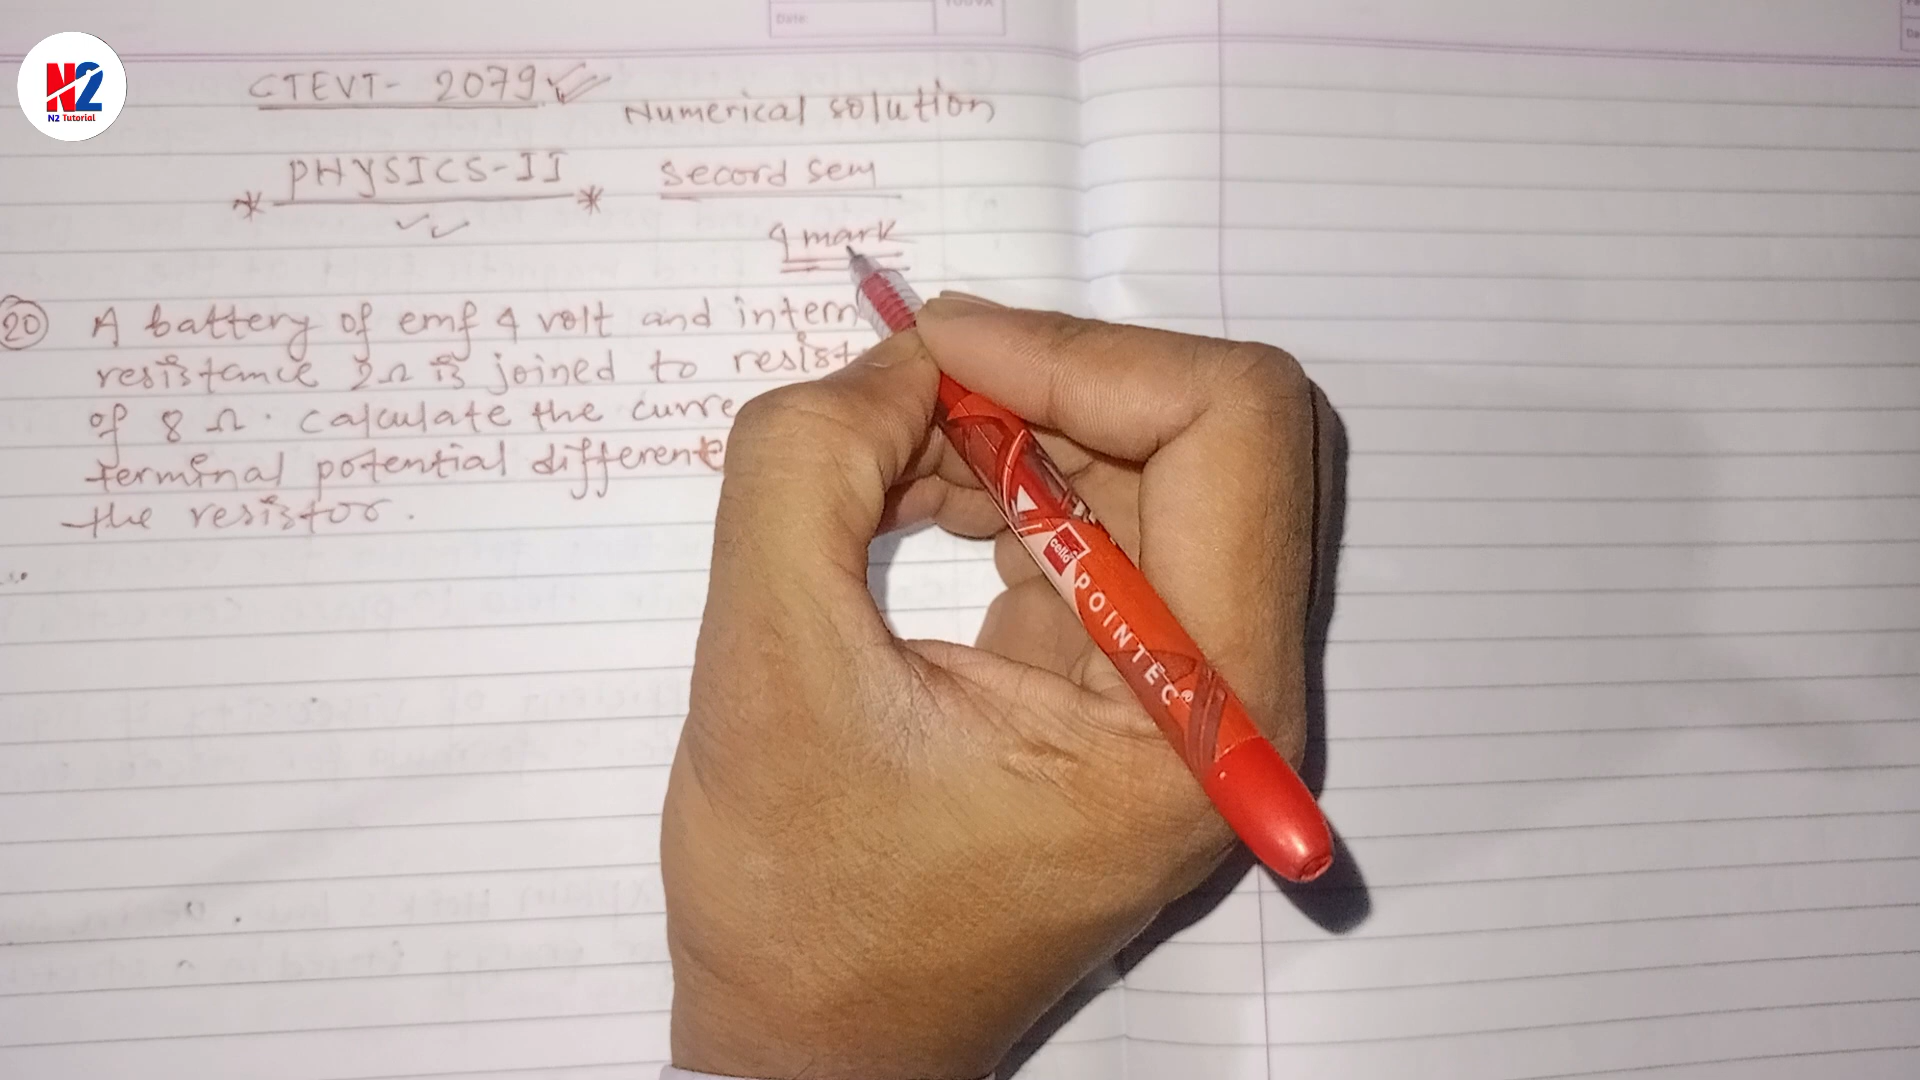 Date:
N2
N2 Tutorial
CTEVT- 2079
Numerical solution
PHYSICS-II
Second sem
4 mark
20 A battery of emf 4 volt and intern
resistance 2Ω is joined to resist
of 8 Ω. calculate the curre
terminal potential different
the resistor.
cello
POINTEC®